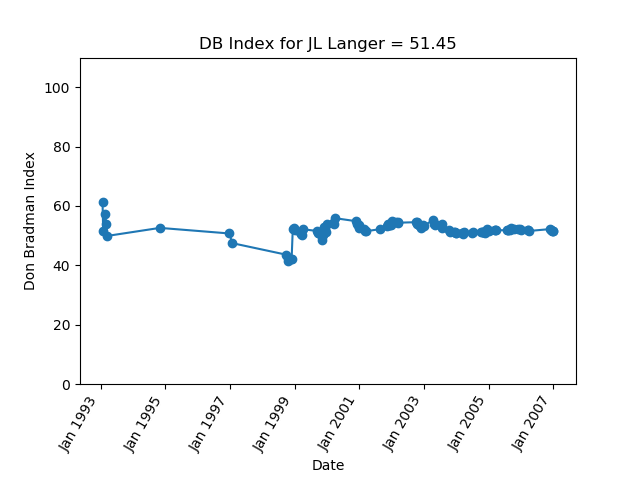 DB Index for JL Langer = 51.45
100
80
60
40
20
0
Don Bradman Index
Jan 1993
Jan 1995
Jan 1997
Jan 1999
Jan 2001
Jan 2003
Jan 2005
Jan 2007
Date